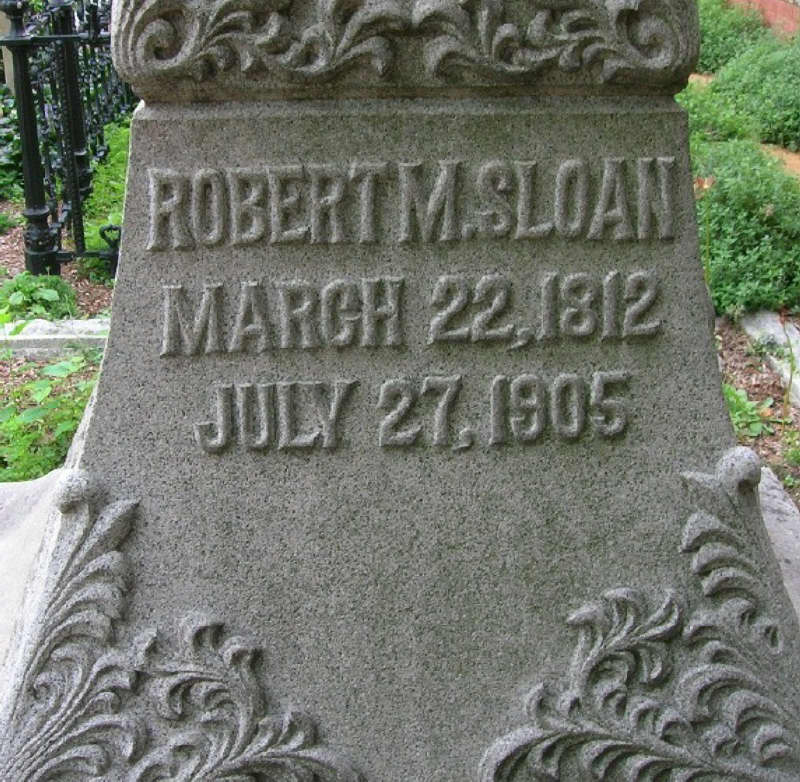 ROBERT M. SLOAN
MARCH 22, 1812
JULY 27, 1905